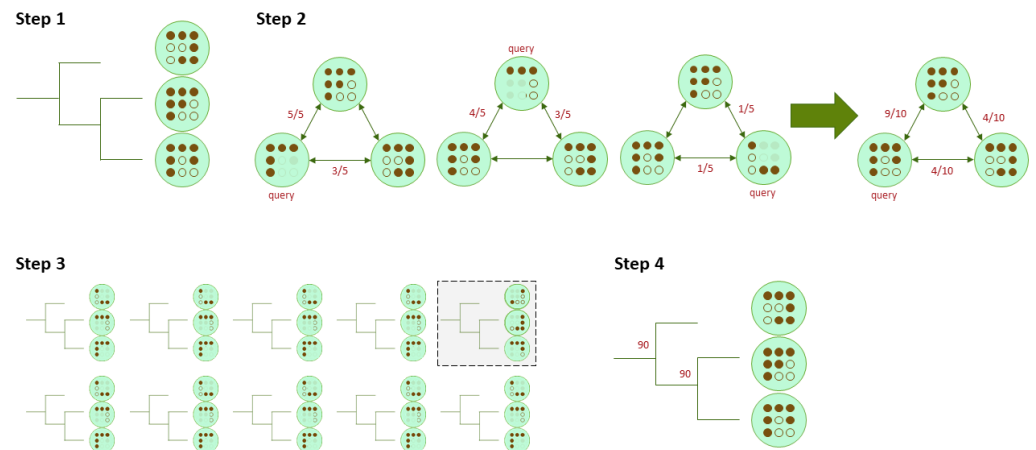 Step 1
Step 2
query
5/5
3/5
query
4/5
3/5
1/5
1/5
query
9/10
4/10
4/10
query
Step 3
Step 4
90
90